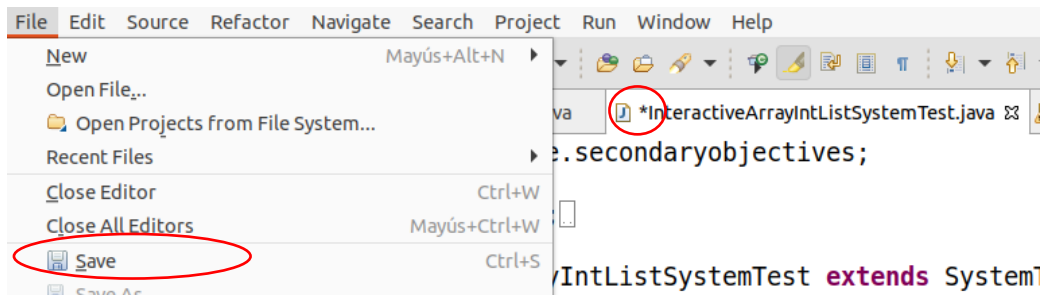 File Edit Source Refactor Navigate Search Project Run Window Help
New Mayús+Alt+N
Open File...
Open Projects from File System...
Recent Files
Close Editor Ctrl+W
Close All Editors Mayús+Ctrl+W
Save Ctrl+S
Save As
va *InteractiveArrayIntListSystemTest.java
e.secondaryobjectives;
;
yIntListSystemTest extends SystemT